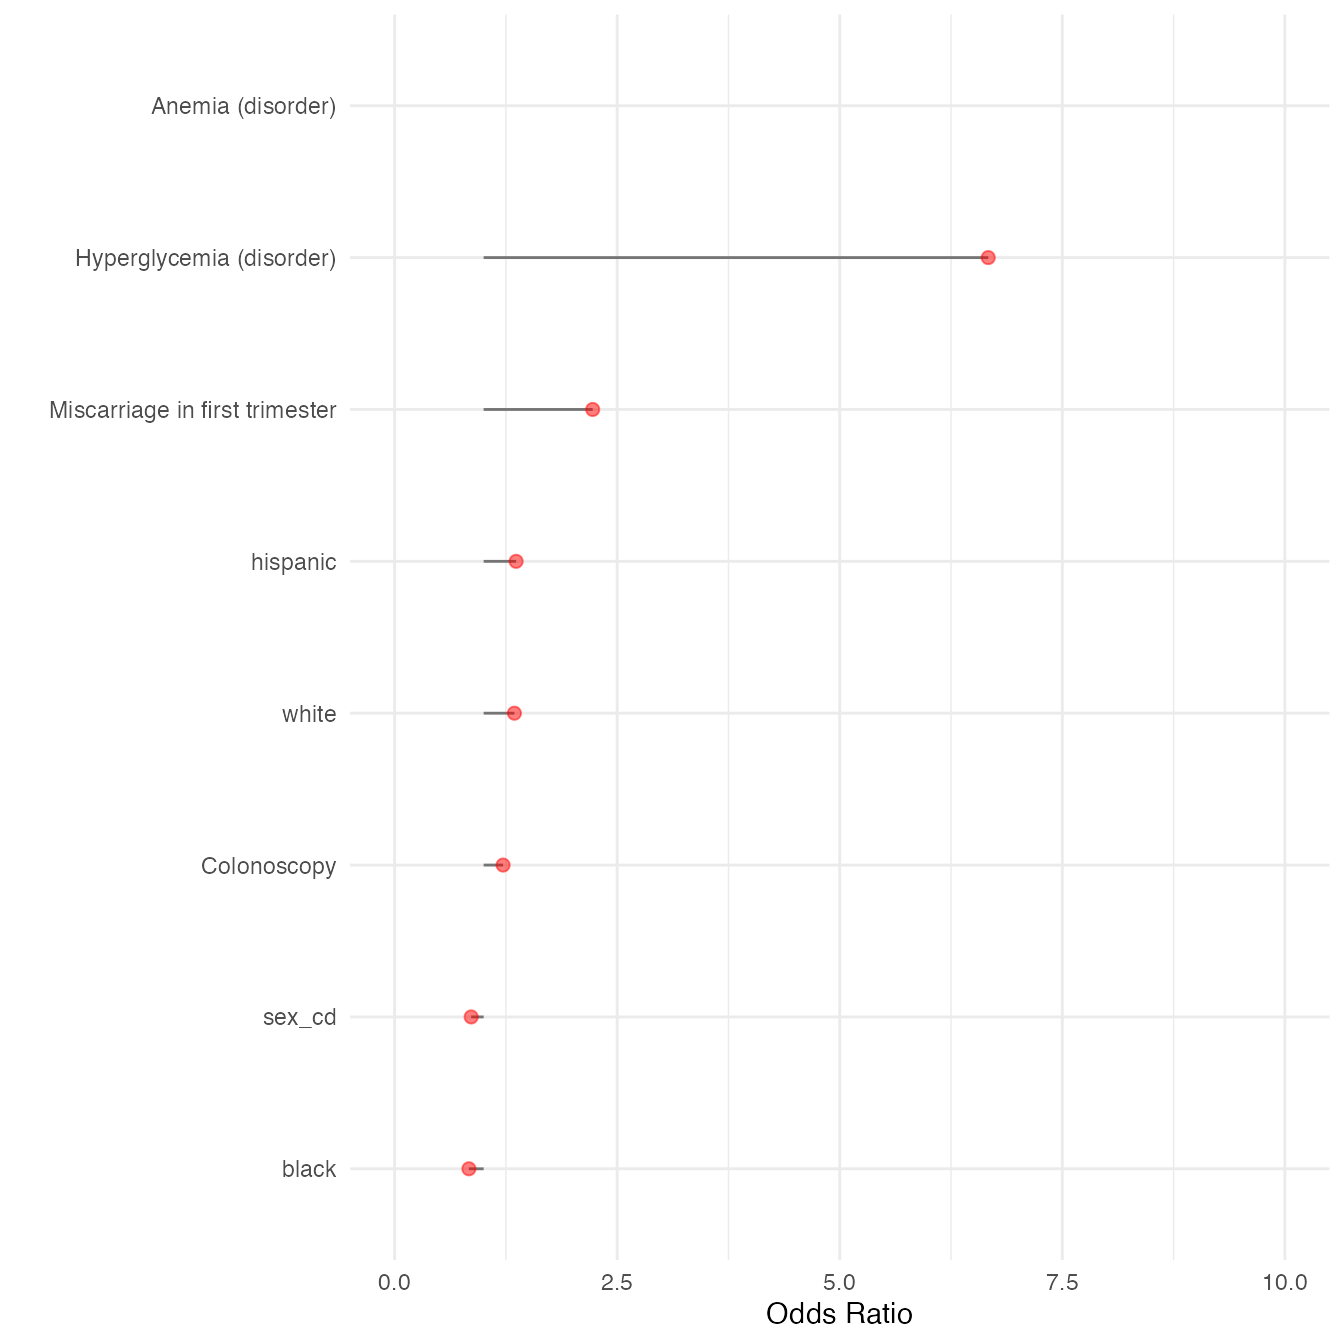 Anemia (disorder)
Hyperglycemia (disorder)
Miscarriage in first trimester
hispanic
white
Colonoscopy
sex_cd
black
0.0 2.5 5.0 7.5 10.0
Odds Ratio